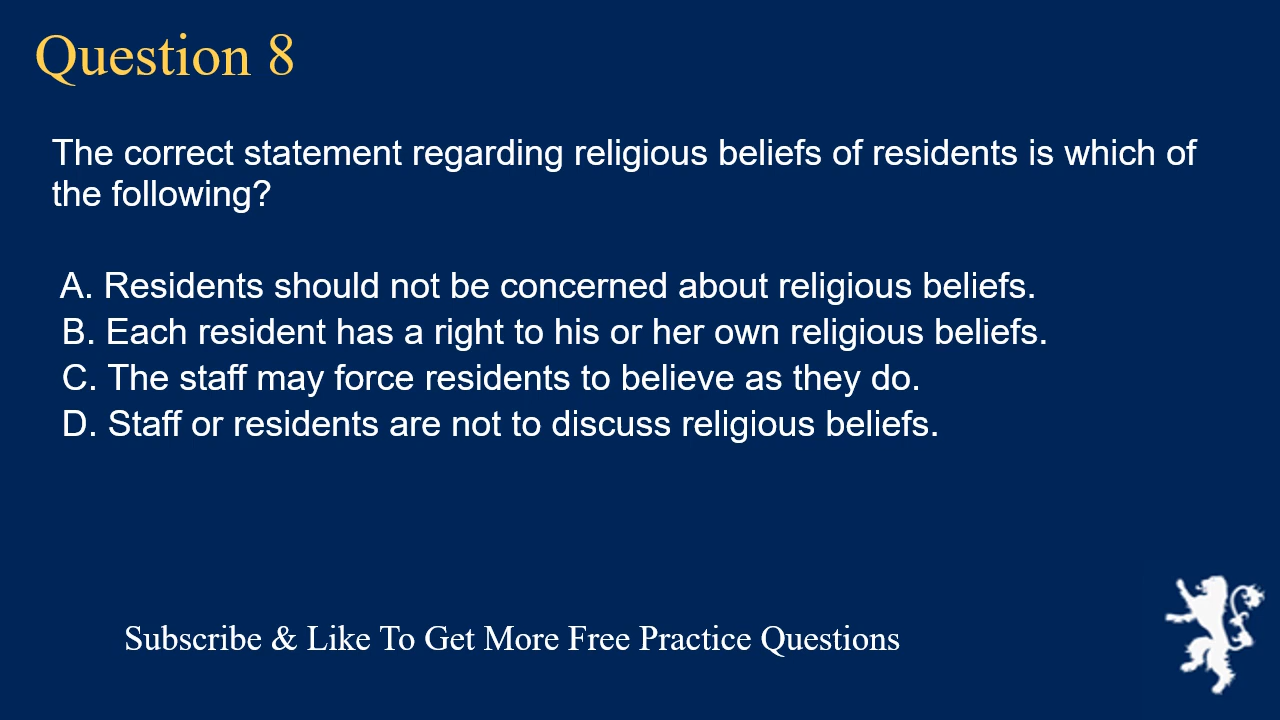 Question 8
The correct statement regarding religious beliefs of residents is which of
the following?
A. Residents should not be concerned about religious beliefs.
B. Each resident has a right to his or her own religious beliefs.
C. The staff may force residents to believe as they do.
D. Staff or residents are not to discuss religious beliefs.
Subscribe & Like To Get More Free Practice Questions